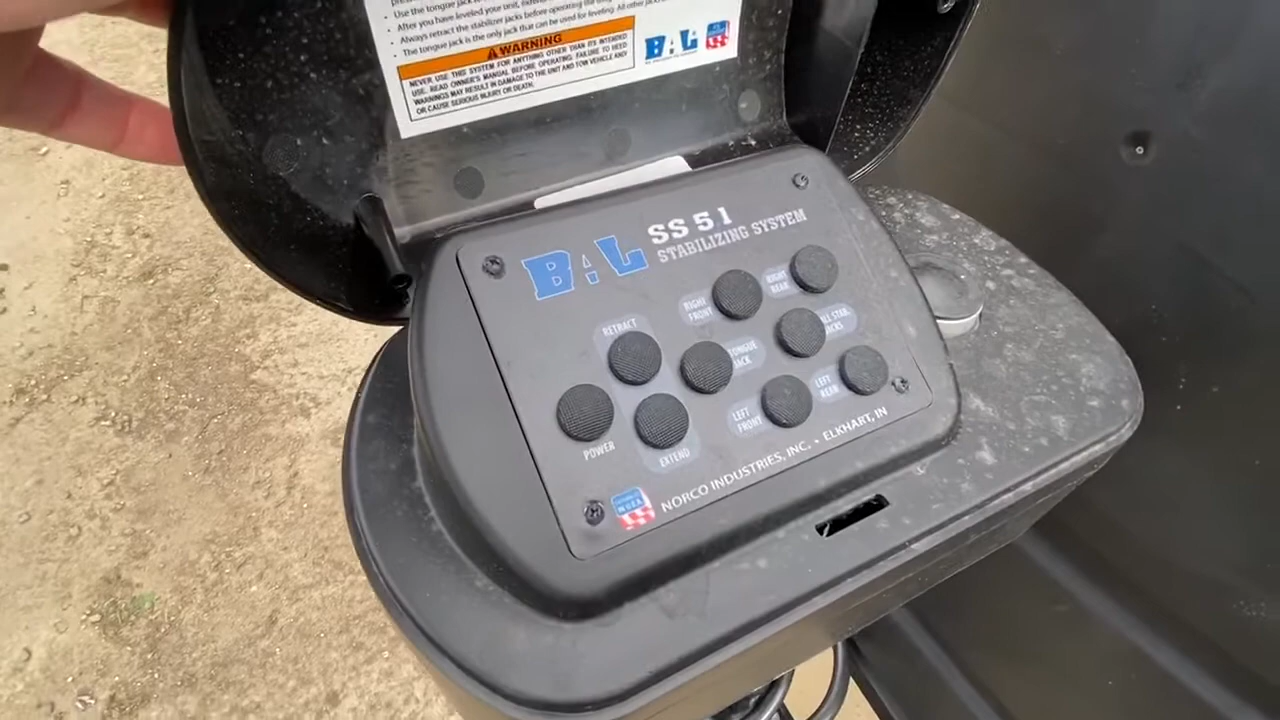 • Use the tongue jack to
• After you have leveled your unit, extend
• Always retract the stabilizer jacks before operating the
• The tongue jack is the only jack that can be used for leveling. All other jacks
WARNING
NEVER USE THIS SYSTEM FOR ANYTHING OTHER THAN ITS INTENDED
USE. READ OWNER'S MANUAL BEFORE OPERATING. FAILURE TO HEED
WARNINGS MAY RESULT IN DAMAGE TO THE UNIT AND TOW VEHICLE AND/
OR CAUSE SERIOUS INJURY OR DEATH.
BAL
BAL
SS51
STABILIZING SYSTEM
RIGHT
FRONT
RIGHT
REAR
RETRACT
TONGUE
JACK
ALL STAB.
JACKS
POWER
EXTEND
LEFT
FRONT
LEFT
REAR
NORCO INDUSTRIES, INC. • ELKHART, IN